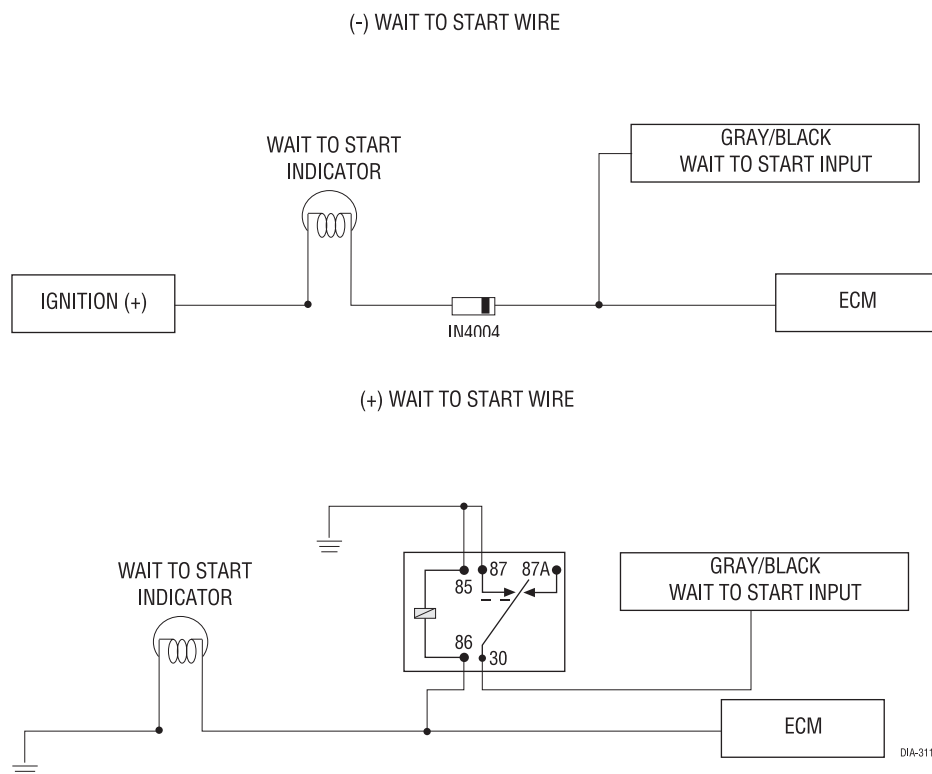 (-) WAIT TO START WIRE
WAIT TO START
INDICATOR
GRAY/BLACK
WAIT TO START INPUT
IGNITION (+)
IN4004
ECM
(+) WAIT TO START WIRE
WAIT TO START
INDICATOR
85
87
87A
86
30
GRAY/BLACK
WAIT TO START INPUT
ECM
DIA-311